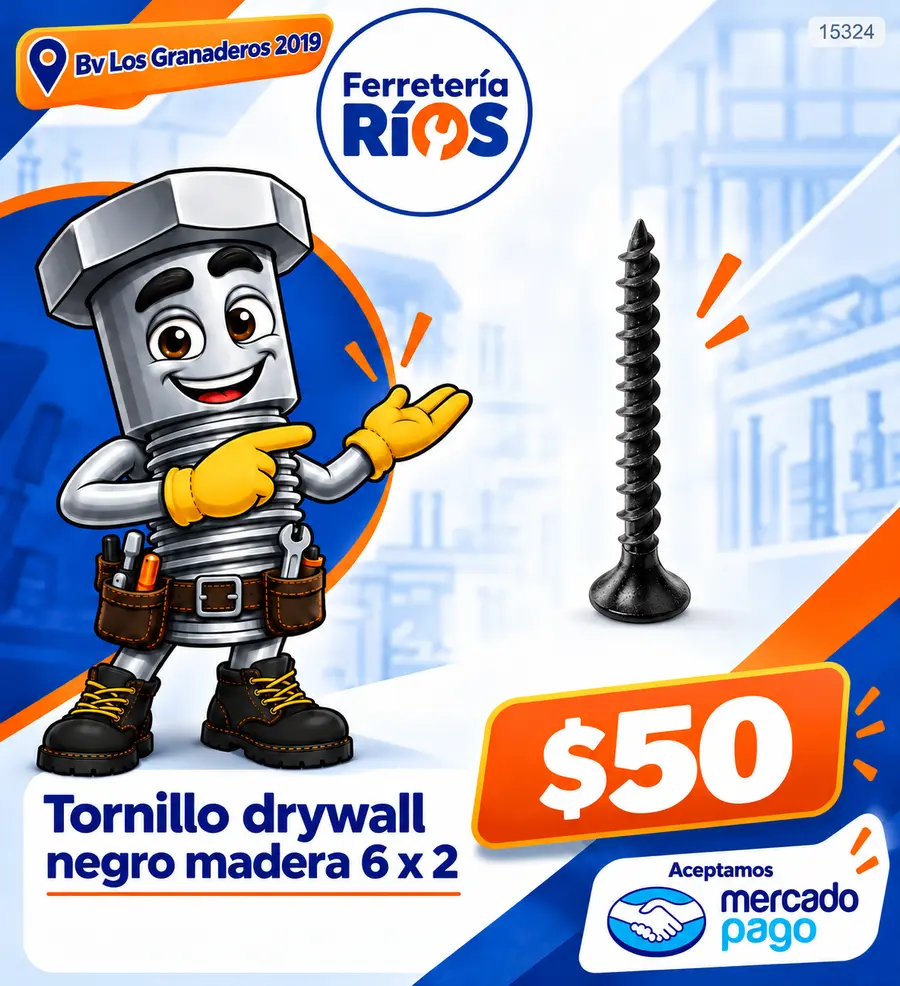 Bv Los Granaderos 2019
Ferretería
RÍOS
15324
$50
Tornillo drywall
negro madera 6 x 2
Aceptamos
mercado
pago